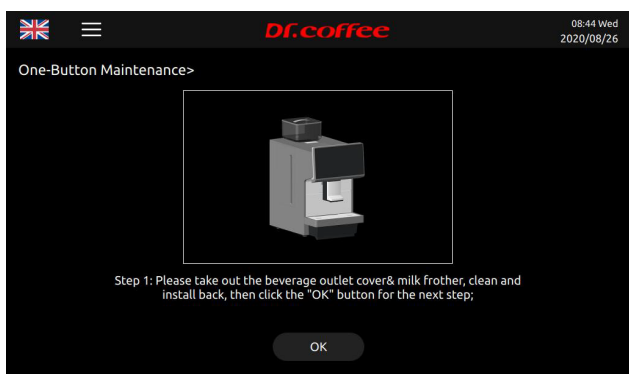 Dr.coffee
08:44 Wed
2020/08/26
One-Button Maintenance>
Step 1: Please take out the beverage outlet cover& milk frother, clean and
install back, then click the "OK" button for the next step;
OK